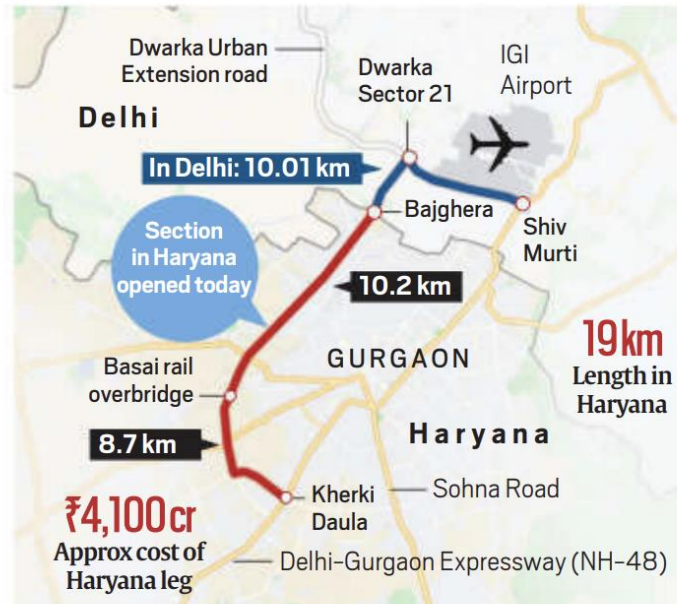 Dwarka Urban
Extension road
Dwarka
Sector 21
IGI
Airport
Delhi
In Delhi: 10.01 km
Bajghera
Shiv
Murti
Section
in Haryana
opened today
10.2 km
19km
Length in
Haryana
GURGAON
Basai rail
overbridge
Haryana
8.7 km
Kherki
Daula
Sohna Road
₹4,100 cr
Approx cost of
Haryana leg
Delhi-Gurgaon Expressway (NH-48)